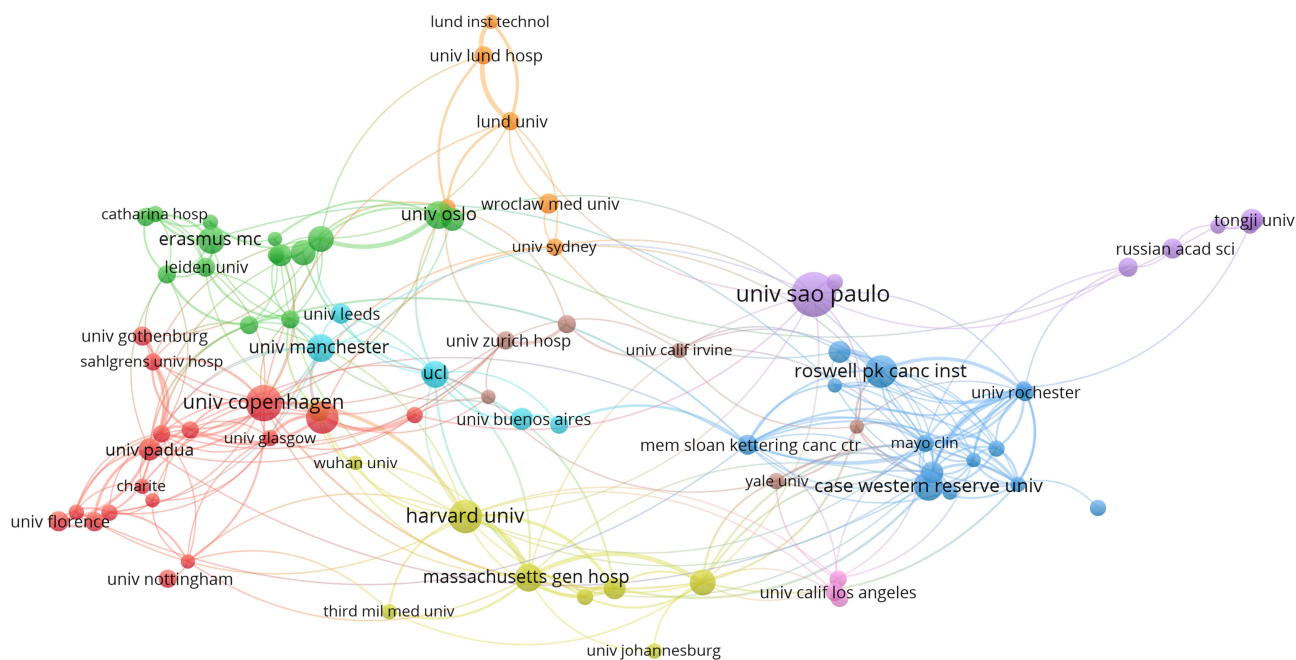 lund inst technol
univ lund hosp
lund univ
wroclaw med univ
univ oslo
catharina hosp
tongji univ
erasmus mc
univ sydney
russian acad sci
leiden univ
univ sao paulo
univ leeds
univ gothenburg
univ manchester
univ zurich hosp
univ calif irvine
sahlgrens univ hosp
ucl
roswell pk canc inst
univ rochester
univ copenhagen
univ buenos aires
univ glasgow
mem sloan kettering canc ctr
mayo clin
univ padua
wuhan univ
yale univ
case western reserve univ
charite
harvard univ
univ florence
massachusetts gen hosp
univ nottingham
univ calif los angeles
third mil med univ
univ johannesburg